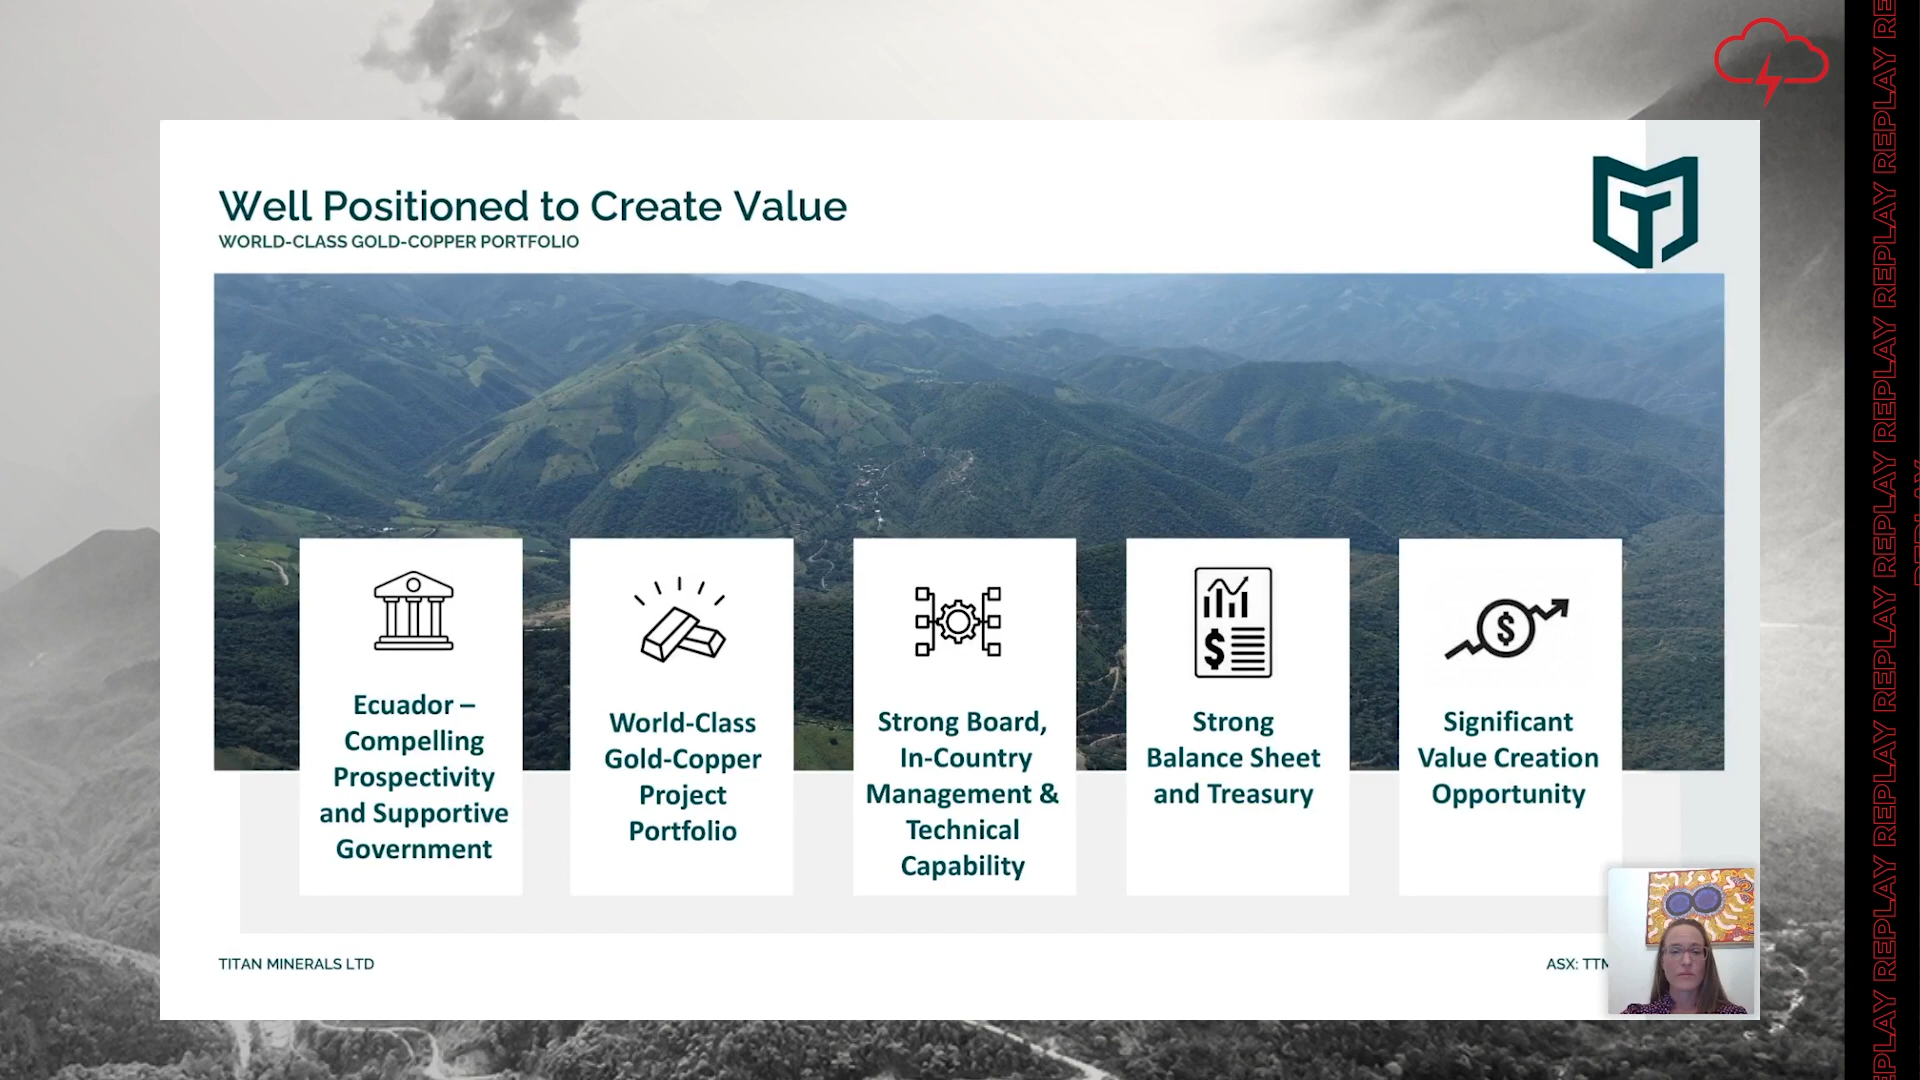 Well Positioned to Create Value
WORLD-CLASS GOLD-COPPER PORTFOLIO
Ecuador –
Compelling
Prospectivity
and Supportive
Government
World-Class
Gold-Copper
Project
Portfolio
Strong Board,
In-Country
Management &
Technical
Capability
Strong
Balance Sheet
and Treasury
Significant
Value Creation
Opportunity
TITAN MINERALS LTD
ASX: TTM
REPLAY REPLAY REPLAY REPLAY REPLAY REPLAY REPLAY REPLAY